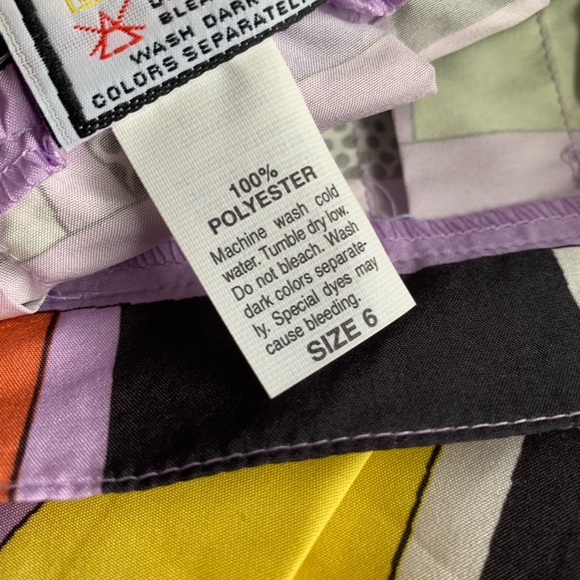 WASH DARK
COLORS SEPARATELY
100%
POLYESTER
Machine wash cold
water. Tumble dry low.
Do not bleach. Wash
dark colors separate-
ly. Special dyes may
cause bleeding.
SIZE 6